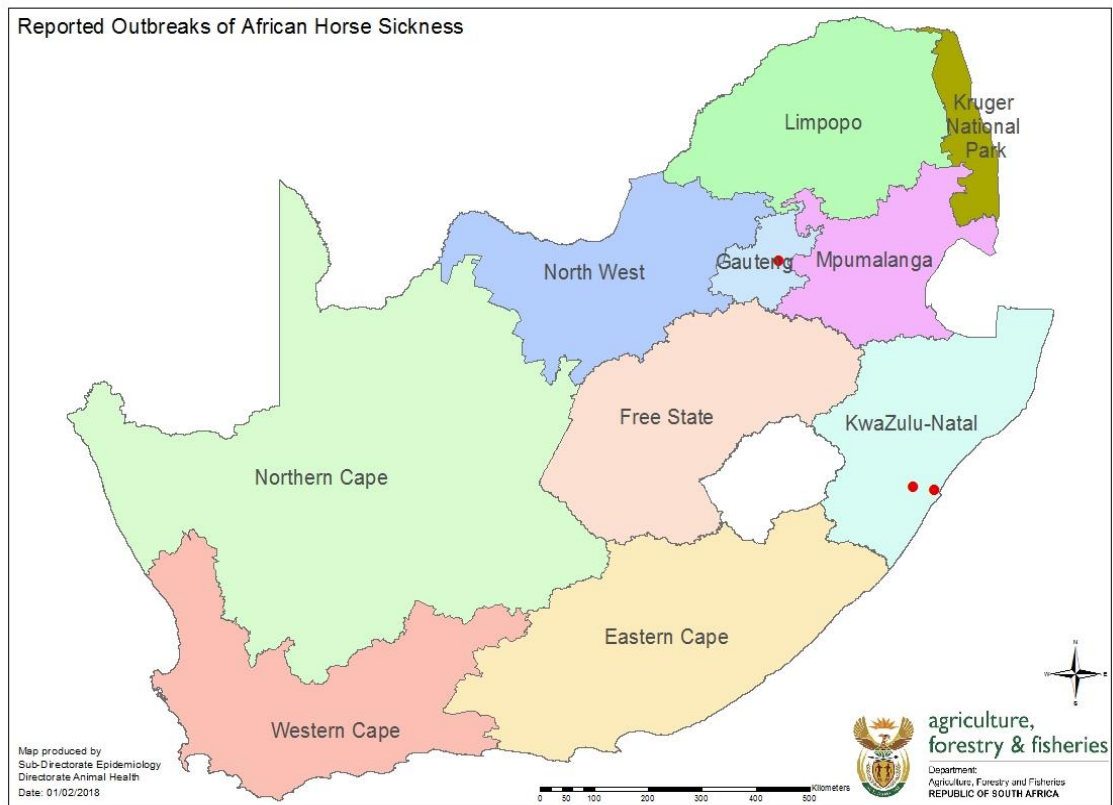 Reported Outbreaks of African Horse Sickness
Limpopo
Kruger
National
Park
North West
Gauteng
Mpumalanga
Free State
KwaZulu-Natal
Northern Cape
Eastern Cape
Western Cape
N
W
E
S
Map produced by
Sub-Directorate Epidemiology
Directorate Animal Health
Date: 01/02/2018
Kilometers
0 50 100 200 300 400 500
agriculture,
forestry & fisheries
Department:
Agriculture, Forestry and Fisheries
REPUBLIC OF SOUTH AFRICA